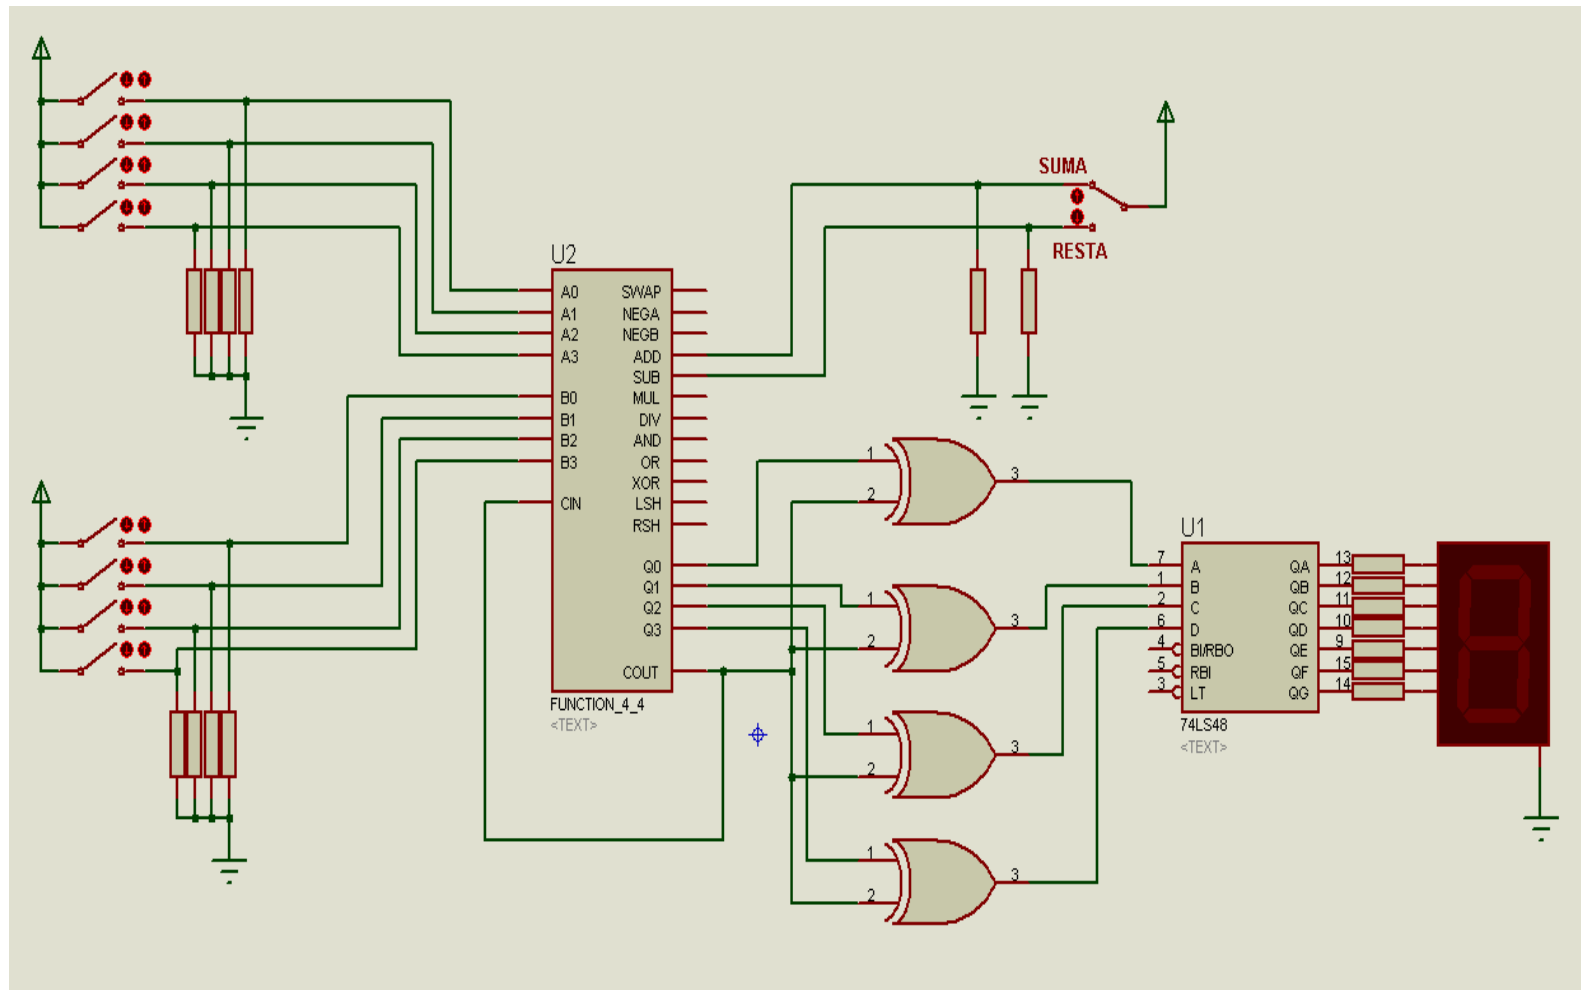 SUMA
RESTA
U2
A0 SWAP
A1 NEGA
A2 NEGB
A3 ADD
SUB
B0 MUL
B1 DIV
B2 AND
B3 OR
XOR
CIN LSH
RSH
Q0
Q1
Q2
Q3
COUT
FUNCTION_4_4
<TEXT>
1
2
3
1
2
3
1
2
3
1
2
3
U1
7 A QA 13
1 B QB 12
2 C QC 11
6 D QD 10
4 BI/RBO QE 9
5 RBI QF 15
3 LT QG 14
74LS48
<TEXT>